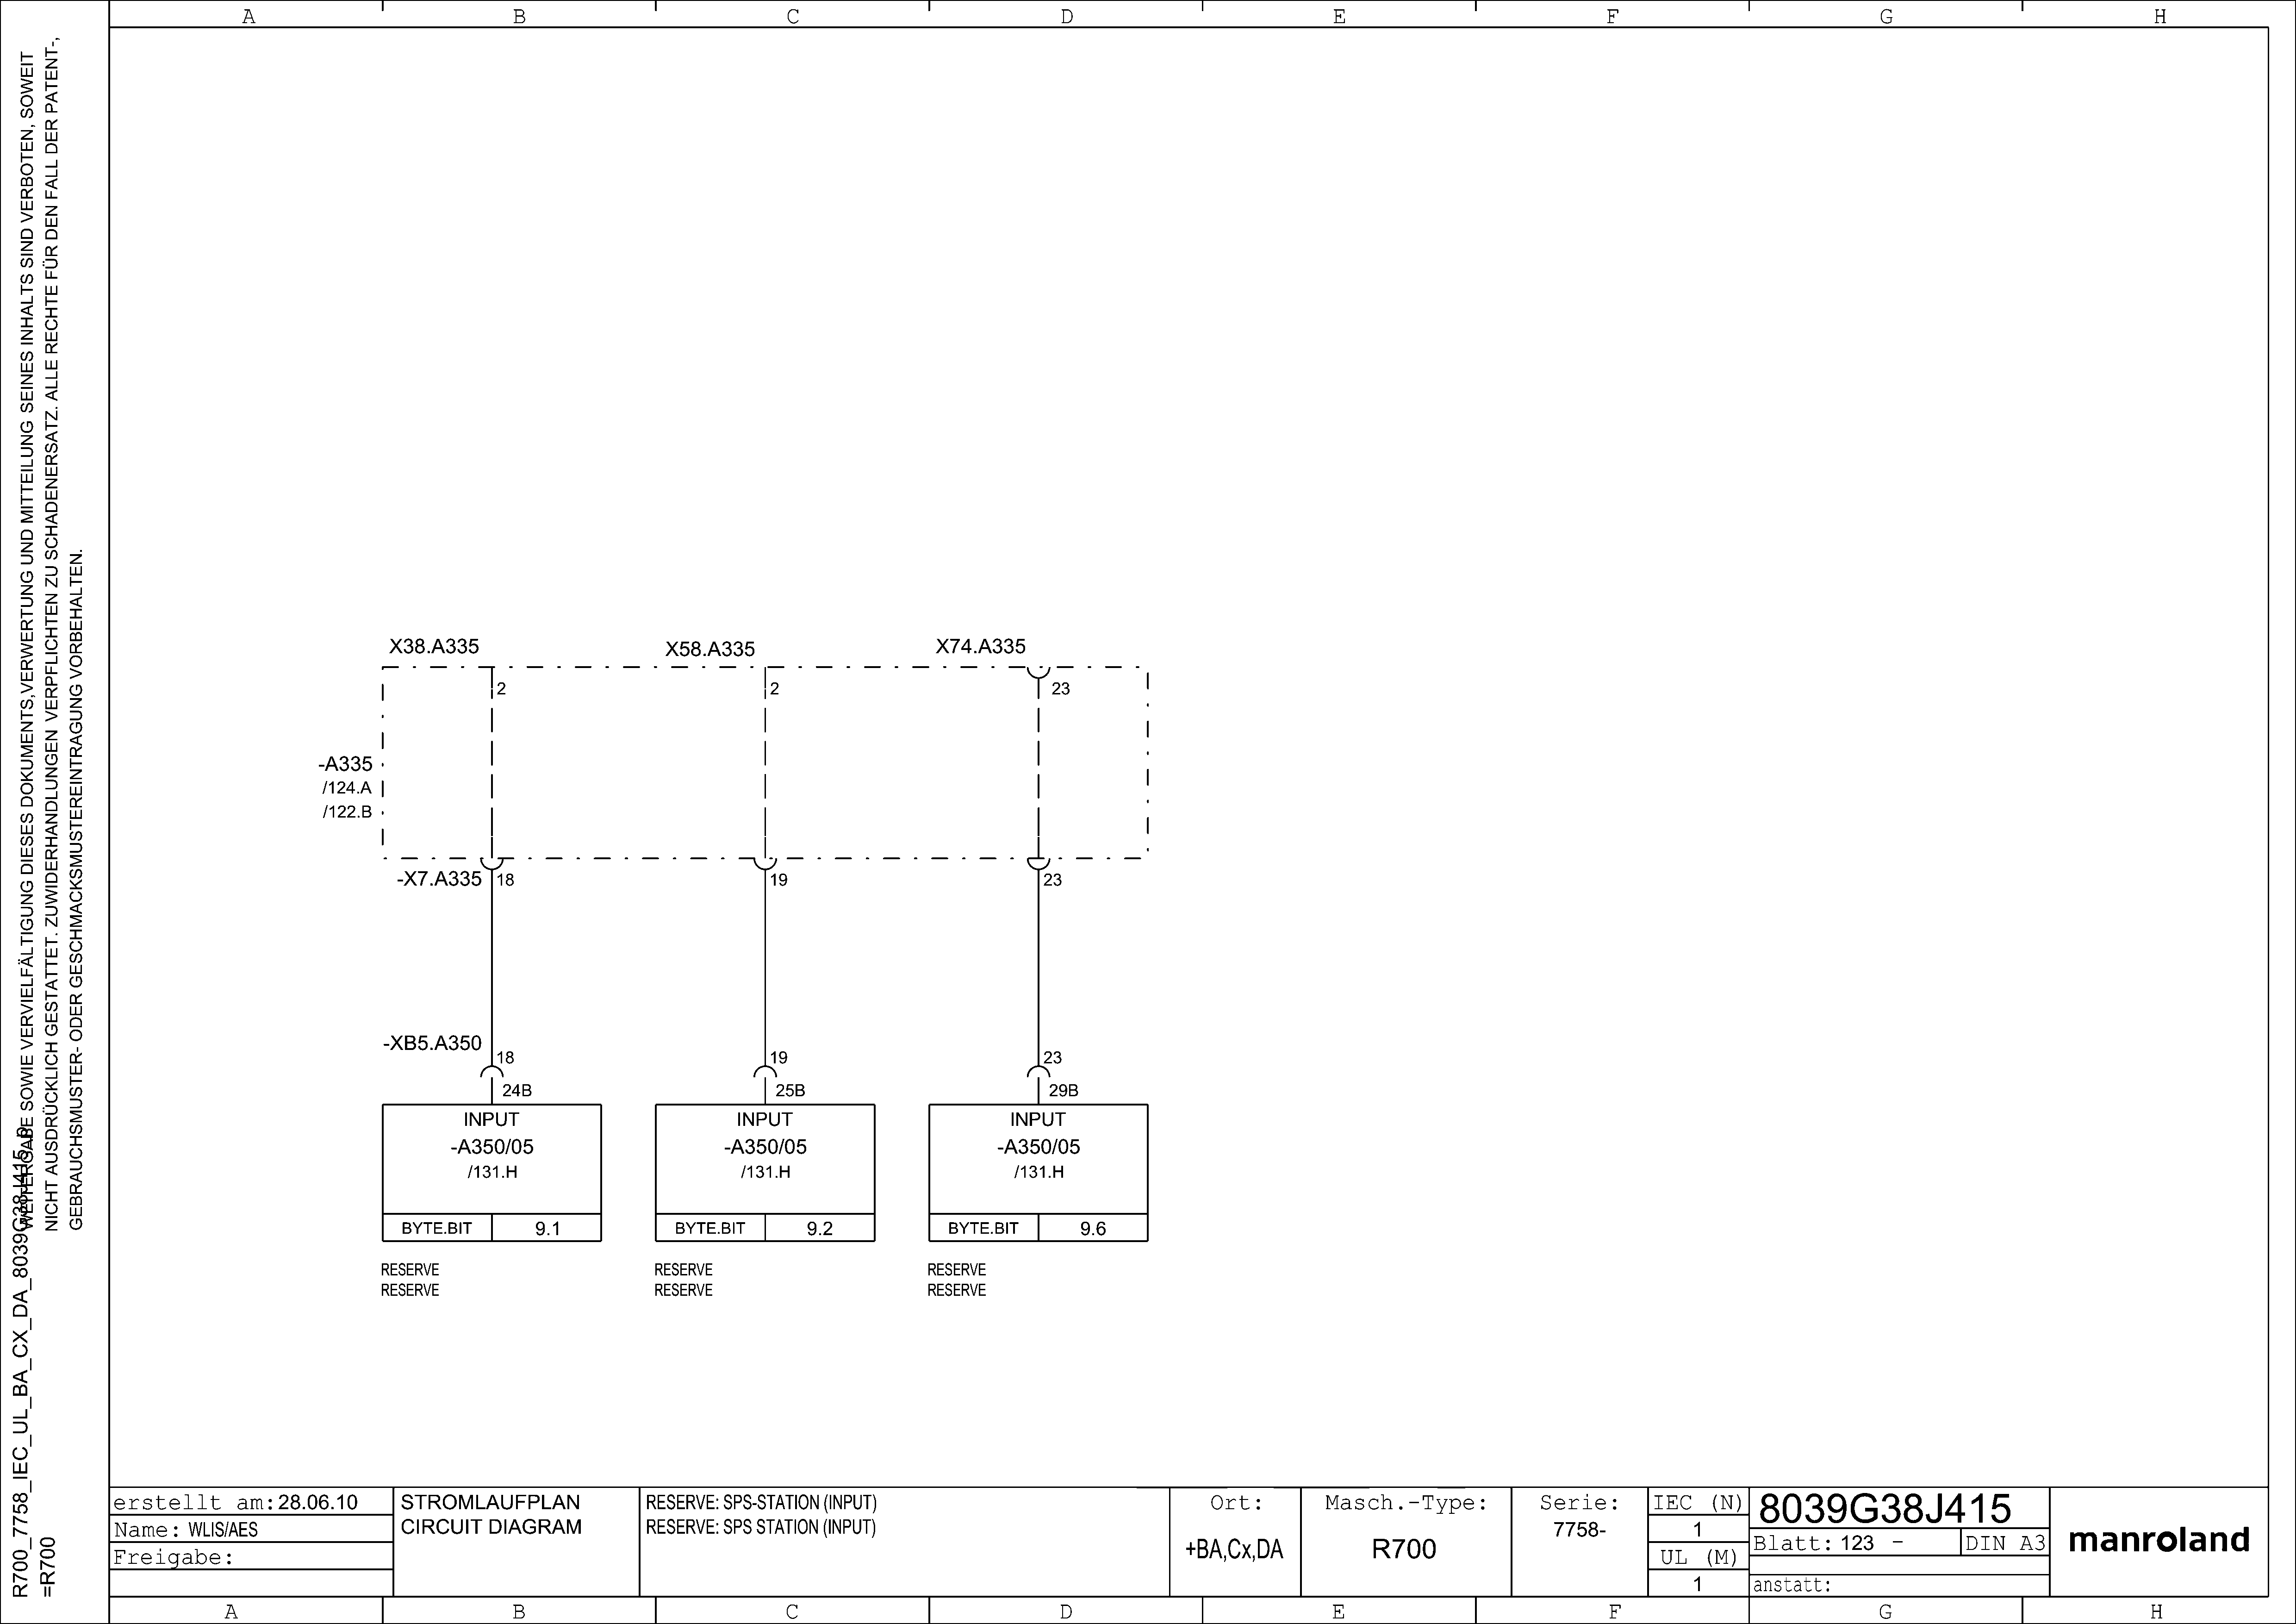 A B C D E F G H
WEITERGABE SOWIE VERVIELFÄLTIGUNG DIESES DOKUMENTS,VERWERTUNG UND MITTEILUNG SEINES INHALTS SIND VERBOTEN, SOWEIT
NICHT AUSDRÜCKLICH GESTATTET. ZUWIDERHANDLUNGEN VERPFLICHTEN ZU SCHADENERSATZ. ALLE RECHTE FÜR DEN FALL DER PATENT-,
GEBRAUCHSMUSTER- ODER GESCHMACKSMUSTEREINTRAGUNG VORBEHALTEN.
R700_7758_IEC_UL_BA_CX_DA_8039G38J415_p
=R700
X38.A335 X58.A335 X74.A335
2 2 23
-A335
/124.A
/122.B
-X7.A335 18 19 23
-XB5.A350 18 19 23
24B 25B 29B
INPUT INPUT INPUT
-A350/05 -A350/05 -A350/05
/131.H /131.H /131.H
BYTE.BIT 9.1 BYTE.BIT 9.2 BYTE.BIT 9.6
RESERVE RESERVE RESERVE
RESERVE RESERVE RESERVE
erstellt am: 28.06.10
Name: WLIS/AES
Freigabe:
STROMLAUFPLAN
CIRCUIT DIAGRAM
RESERVE: SPS-STATION (INPUT)
RESERVE: SPS STATION (INPUT)
Ort:
+BA,Cx,DA
Masch.-Type:
R700
Serie:
7758-
IEC (N)
1
UL (M)
1
8039G38J415
Blatt: 123 - DIN A3
anstatt:
manroland
A B C D E F G H